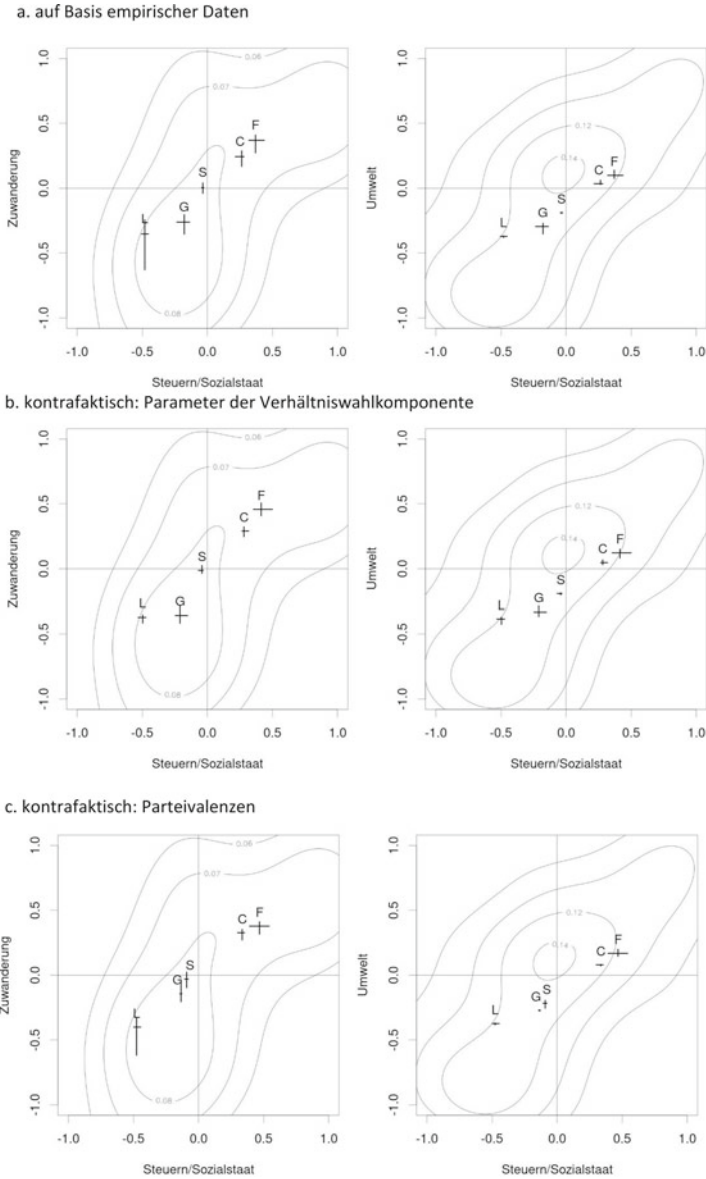 a. auf Basis empirischer Daten
1.0
0.5
0.0
-0.5
-1.0
Zuwanderung
0.06
0.07
0.08
F
C
S
G
L
-1.0 -0.5 0.0 0.5 1.0
Steuern/Sozialstaat
1.0
0.5
0.0
-0.5
-1.0
Umwelt
0.12
0.14
F
C
S
G
L
-1.0 -0.5 0.0 0.5 1.0
Steuern/Sozialstaat
b. kontrafaktisch: Parameter der Verhältniswahlkomponente
1.0
0.5
0.0
-0.5
-1.0
Zuwanderung
0.06
0.07
0.08
F
C
S
G
L
-1.0 -0.5 0.0 0.5 1.0
Steuern/Sozialstaat
1.0
0.5
0.0
-0.5
-1.0
Umwelt
0.12
0.14
F
C
S
G
L
-1.0 -0.5 0.0 0.5 1.0
Steuern/Sozialstaat
c. kontrafaktisch: Parteivalenzen
1.0
0.5
0.0
-0.5
-1.0
Zuwanderung
0.06
0.07
0.08
F
C
S
G
L
-1.0 -0.5 0.0 0.5 1.0
Steuern/Sozialstaat
1.0
0.5
0.0
-0.5
-1.0
Umwelt
0.12
0.14
F
C
S
G
L
-1.0 -0.5 0.0 0.5 1.0
Steuern/Sozialstaat